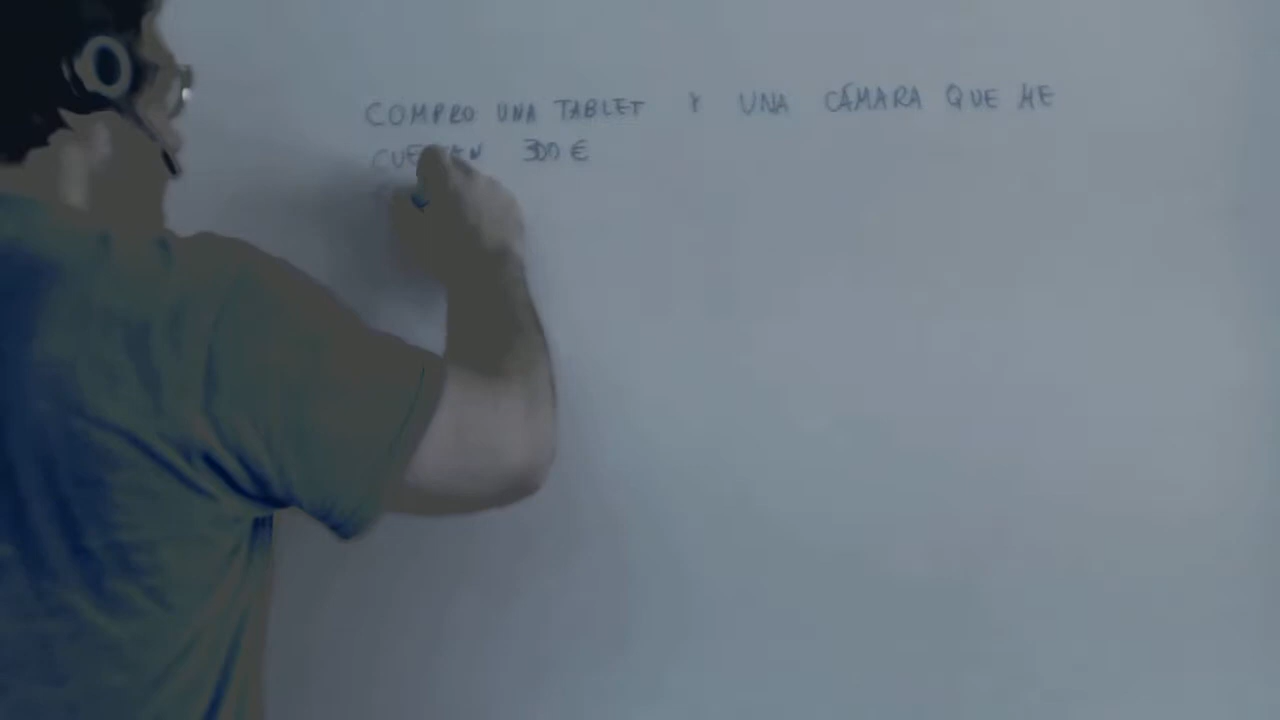 COMPRO UNA TABLET Y UNA CÁMARA QUE ME
300 €